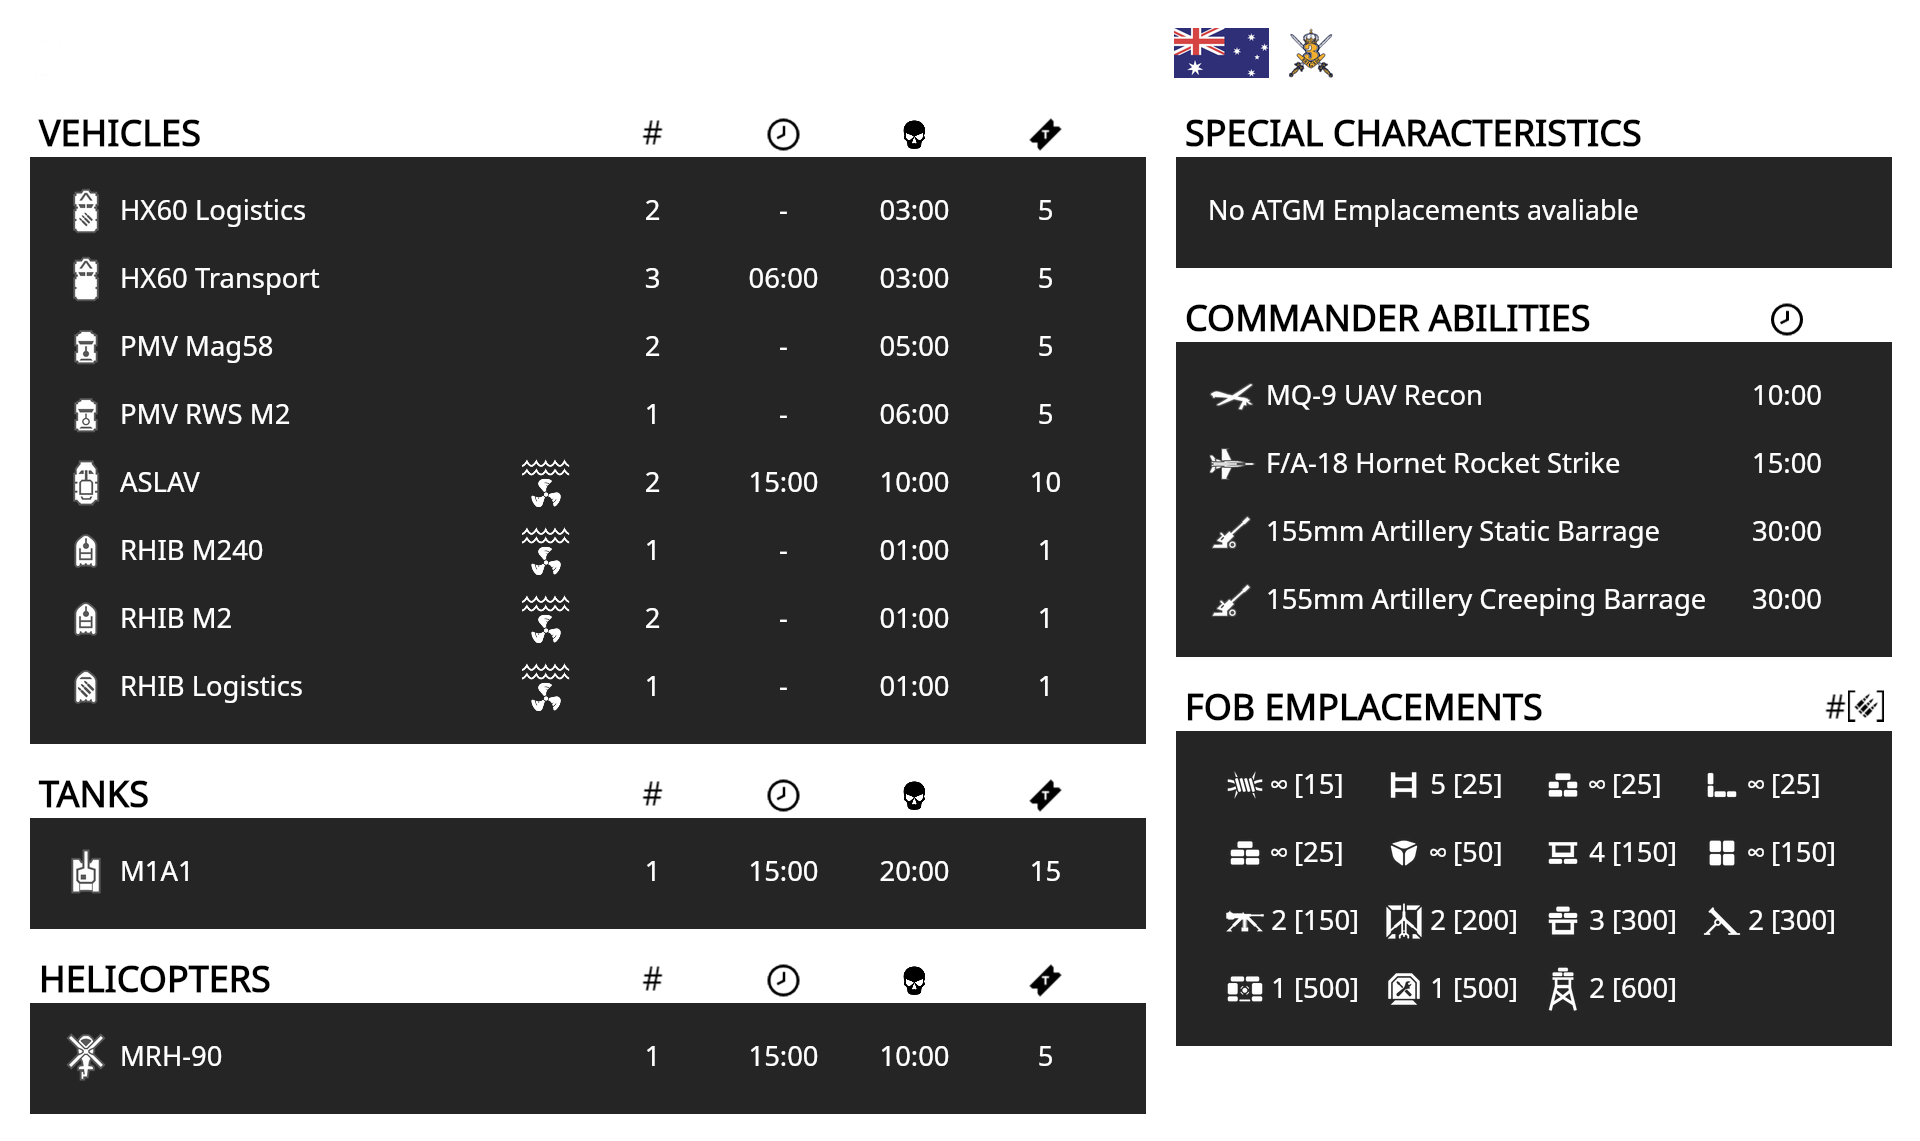 VEHICLES #
HX60 Logistics 2 - 03:00 5
HX60 Transport 3 06:00 03:00 5
PMV Mag58 2 - 05:00 5
PMV RWS M2 1 - 06:00 5
ASLAV 2 15:00 10:00 10
RHIB M240 1 - 01:00 1
RHIB M2 2 - 01:00 1
RHIB Logistics 1 - 01:00 1
TANKS #
M1A1 1 15:00 20:00 15
HELICOPTERS #
MRH-90 1 15:00 10:00 5
SPECIAL CHARACTERISTICS
No ATGM Emplacements avaliable
COMMANDER ABILITIES
MQ-9 UAV Recon 10:00
F/A-18 Hornet Rocket Strike 15:00
155mm Artillery Static Barrage 30:00
155mm Artillery Creeping Barrage 30:00
FOB EMPLACEMENTS #[]
∞ [15] 5 [25] ∞ [25] ∞ [25]
∞ [25] ∞ [50] 4 [150] ∞ [150]
2 [150] 2 [200] 3 [300] 2 [300]
1 [500] 1 [500] 2 [600]